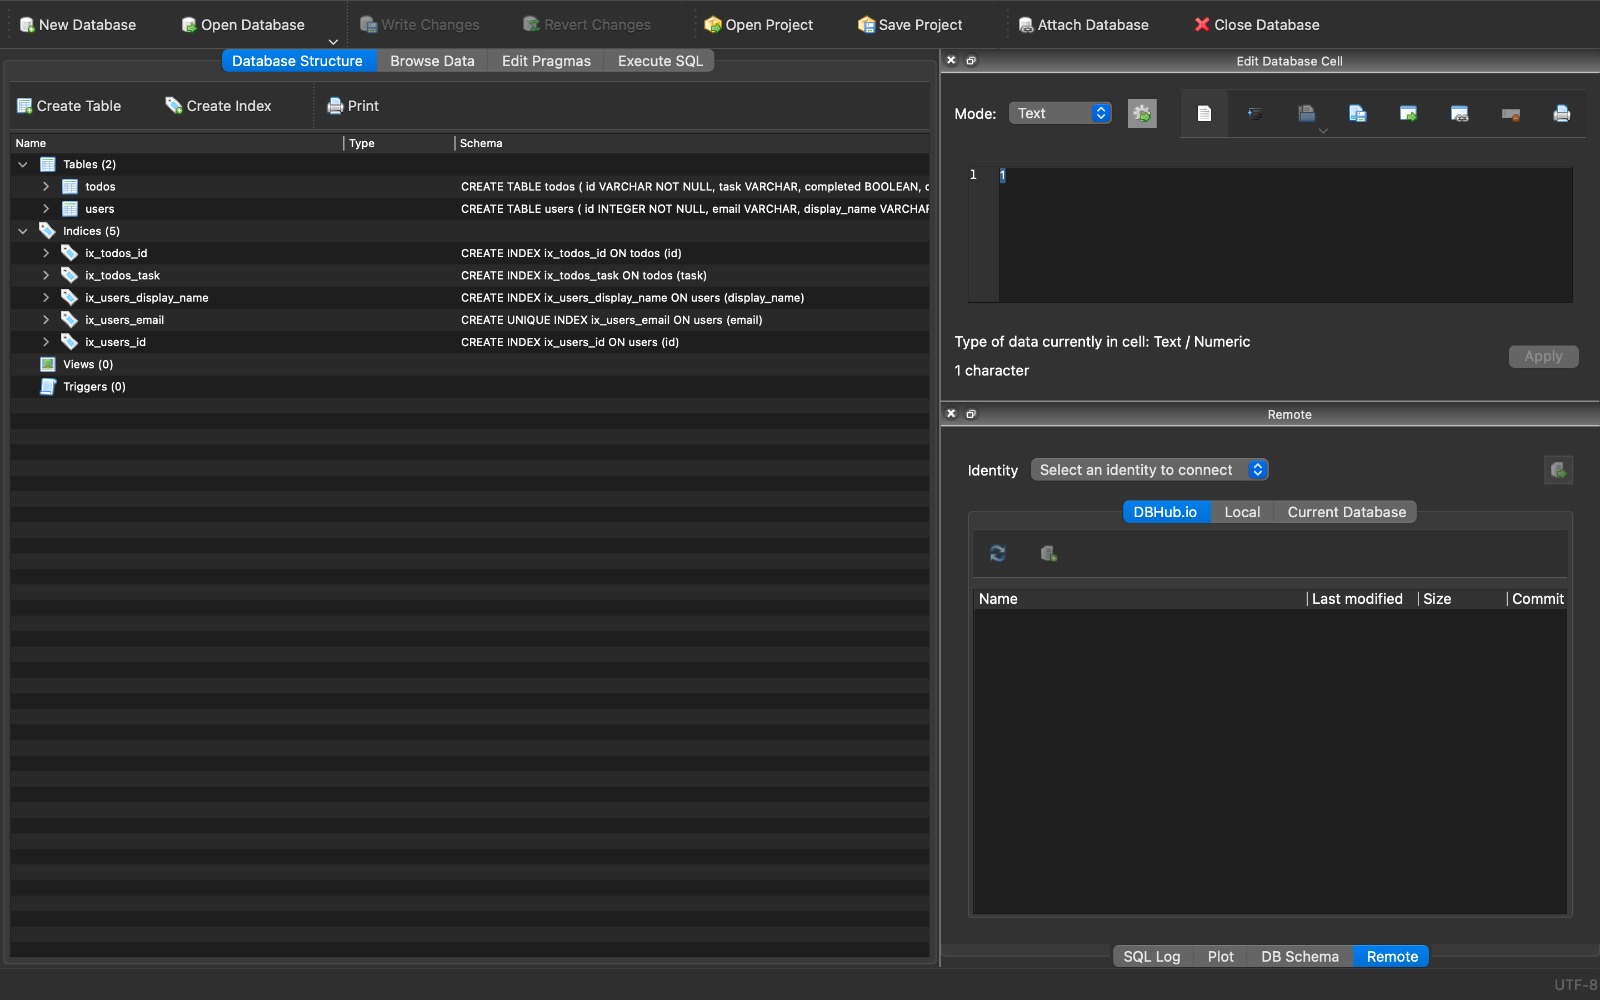 New Database Open Database Write Changes Revert Changes Open Project Save Project Attach Database Close Database
Database Structure Browse Data Edit Pragmas Execute SQL
Create Table Create Index Print
Name Type Schema
Tables (2)
todos CREATE TABLE todos ( id VARCHAR NOT NULL, task VARCHAR, completed BOOLEAN,
users CREATE TABLE users ( id INTEGER NOT NULL, email VARCHAR, display_name VARCHAR
Indices (5)
ix_todos_id CREATE INDEX ix_todos_id ON todos (id)
ix_todos_task CREATE INDEX ix_todos_task ON todos (task)
ix_users_display_name CREATE INDEX ix_users_display_name ON users (display_name)
ix_users_email CREATE UNIQUE INDEX ix_users_email ON users (email)
ix_users_id CREATE INDEX ix_users_id ON users (id)
Views (0)
Triggers (0)
Edit Database Cell
Mode: Text
1 1
Type of data currently in cell: Text / Numeric
1 character
Apply
Remote
Identity Select an identity to connect
DBHub.io Local Current Database
Name Last modified Size Commit
SQL Log Plot DB Schema Remote
UTF-8